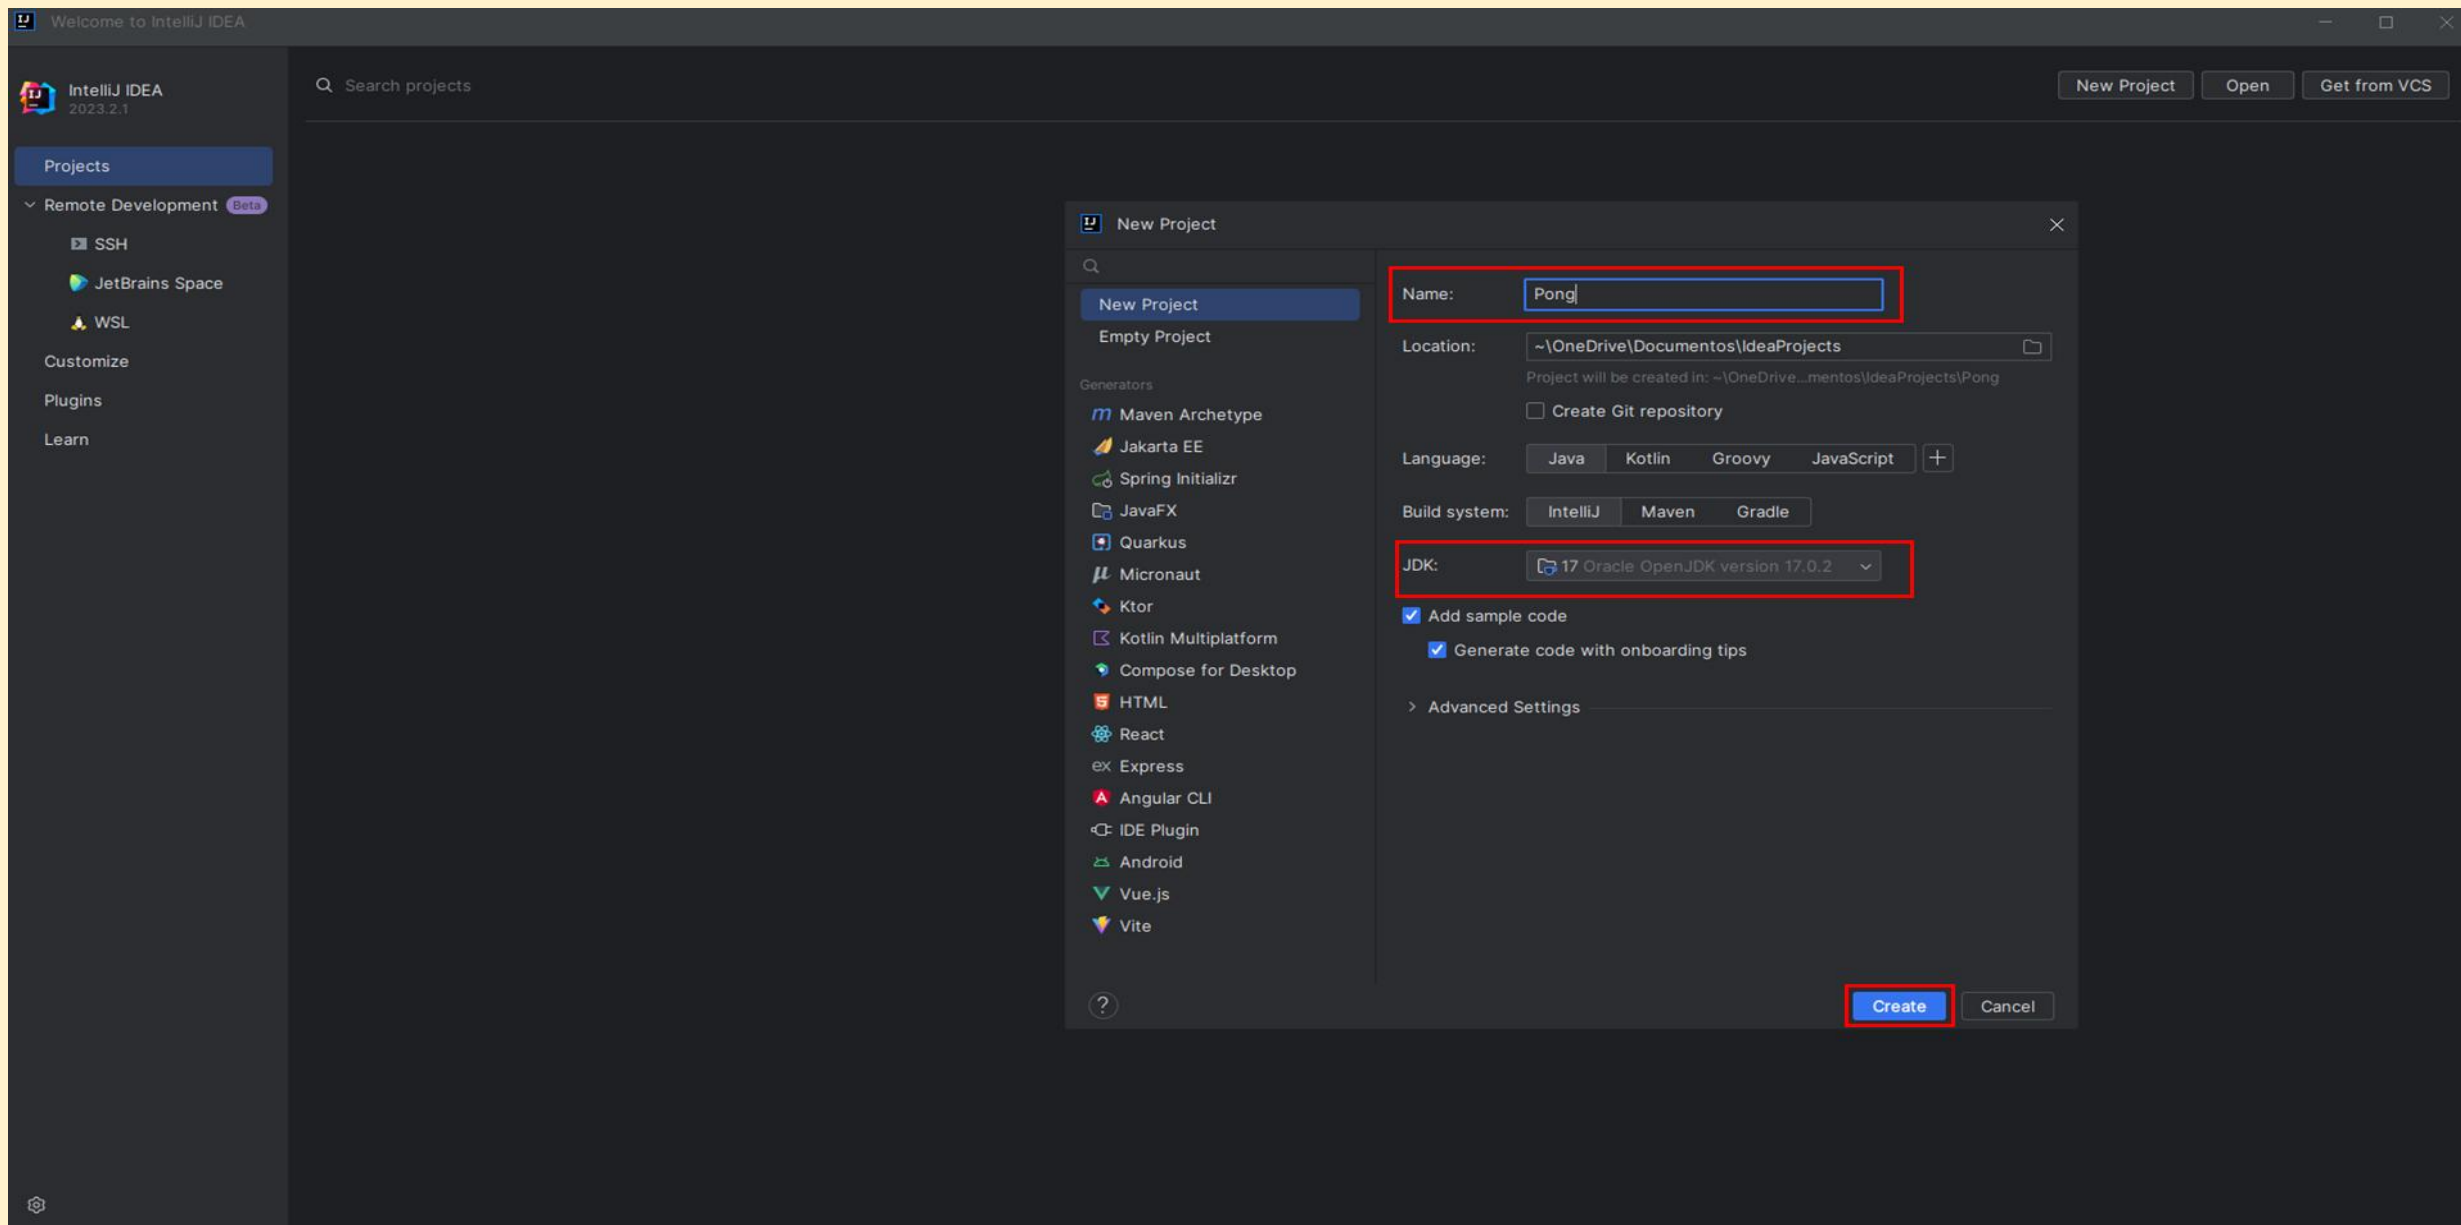 Welcome to IntelliJ IDEA
IntelliJ IDEA
2023.2.1
Search projects
New Project
Open
Get from VCS
Projects
Remote Development Beta
SSH
JetBrains Space
WSL
Customize
Plugins
Learn
New Project
New Project
Empty Project
Generators
Maven Archetype
Jakarta EE
Spring Initializr
JavaFX
Quarkus
Micronaut
Ktor
Kotlin Multiplatform
Compose for Desktop
HTML
React
ex Express
Angular CLI
IDE Plugin
Android
Vue.js
Vite
Name: Pong
Location: ~\OneDrive\Documentos\IdeaProjects
Project will be created in: ~\OneDrive...mentos\IdeaProjects\Pong
Create Git repository
Language: Java Kotlin Groovy JavaScript +
Build system: IntelliJ Maven Gradle
JDK: 17 Oracle OpenJDK version 17.0.2
Add sample code
Generate code with onboarding tips
Advanced Settings
?
Create
Cancel